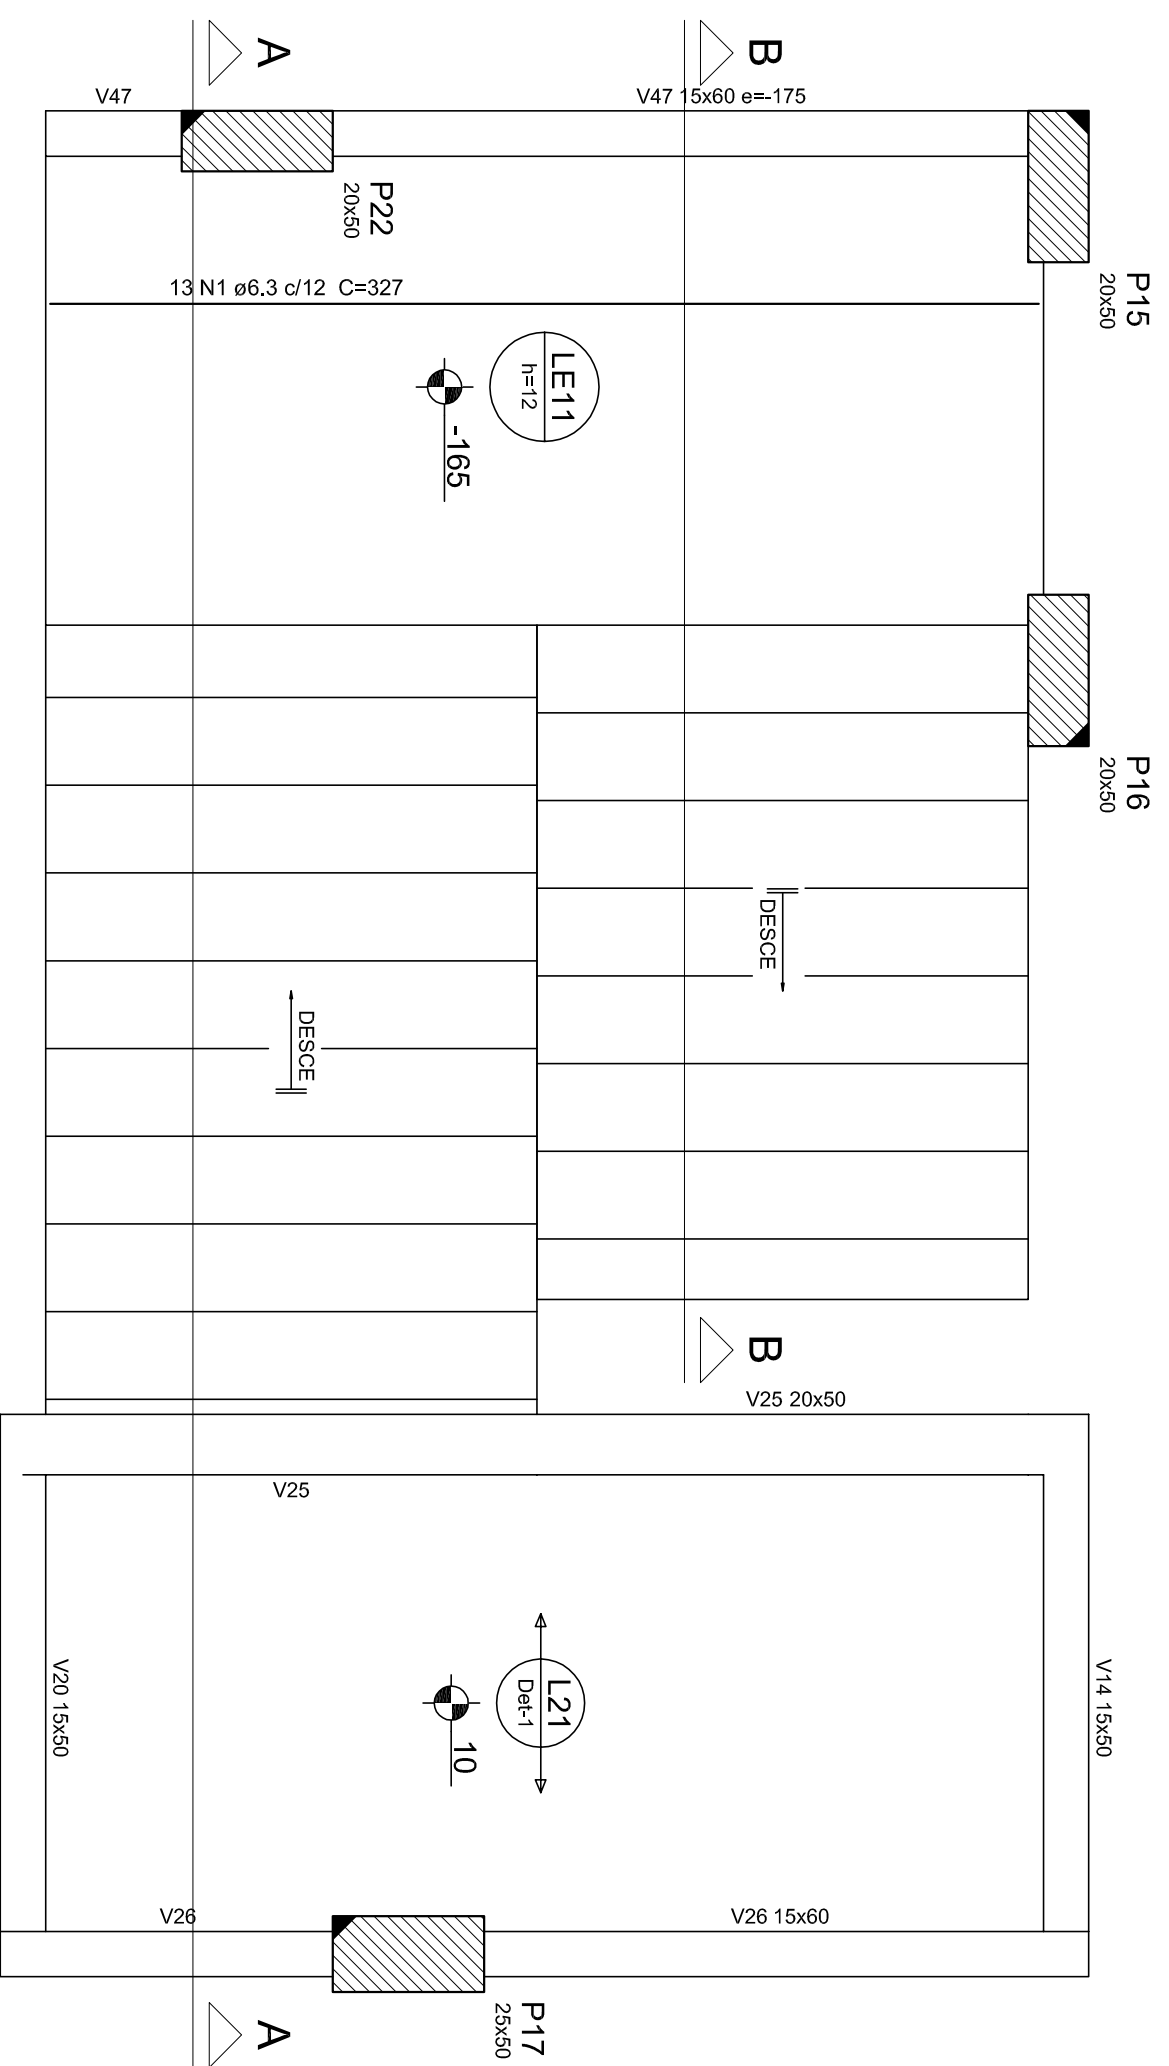 A
B
V47
V47 15x60 e=-175
P22
20x50
P15
20x50
13 N1 ø6.3 c/12 C=327
LE11
h=12
-165
P16
20x50
DESCE
DESCE
B
V25 20x50
V25
L21
Det-1
10
V20 15x50
V14 15x50
V26
V26 15x60
P17
25x50
A